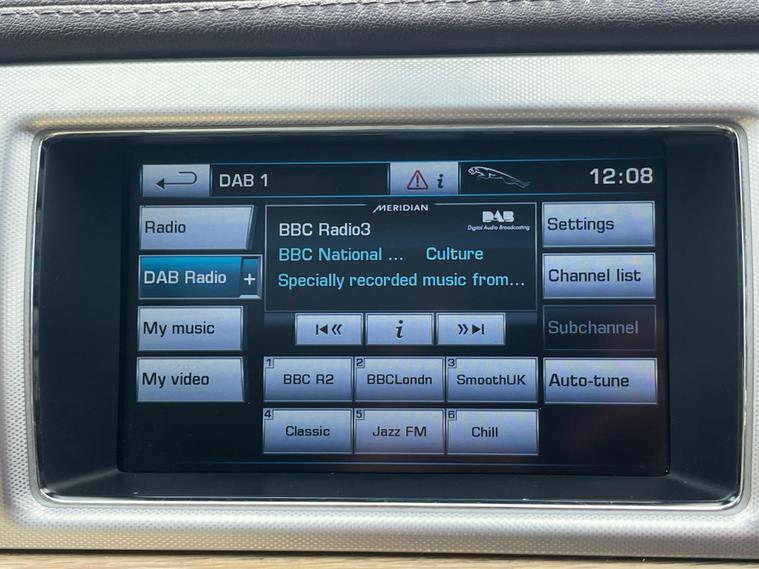 DAB 1
i
12:08
Radio
DAB Radio +
My music
My video
MERIDIAN
DAB
Digital Audio Broadcasting
BBC Radio3
BBC National ... Culture
Specially recorded music from...
i
Settings
Channel list
Subchannel
Auto-tune
1 BBC R2
2 BBCLondn
3 SmoothUK
4 Classic
5 Jazz FM
6 Chill